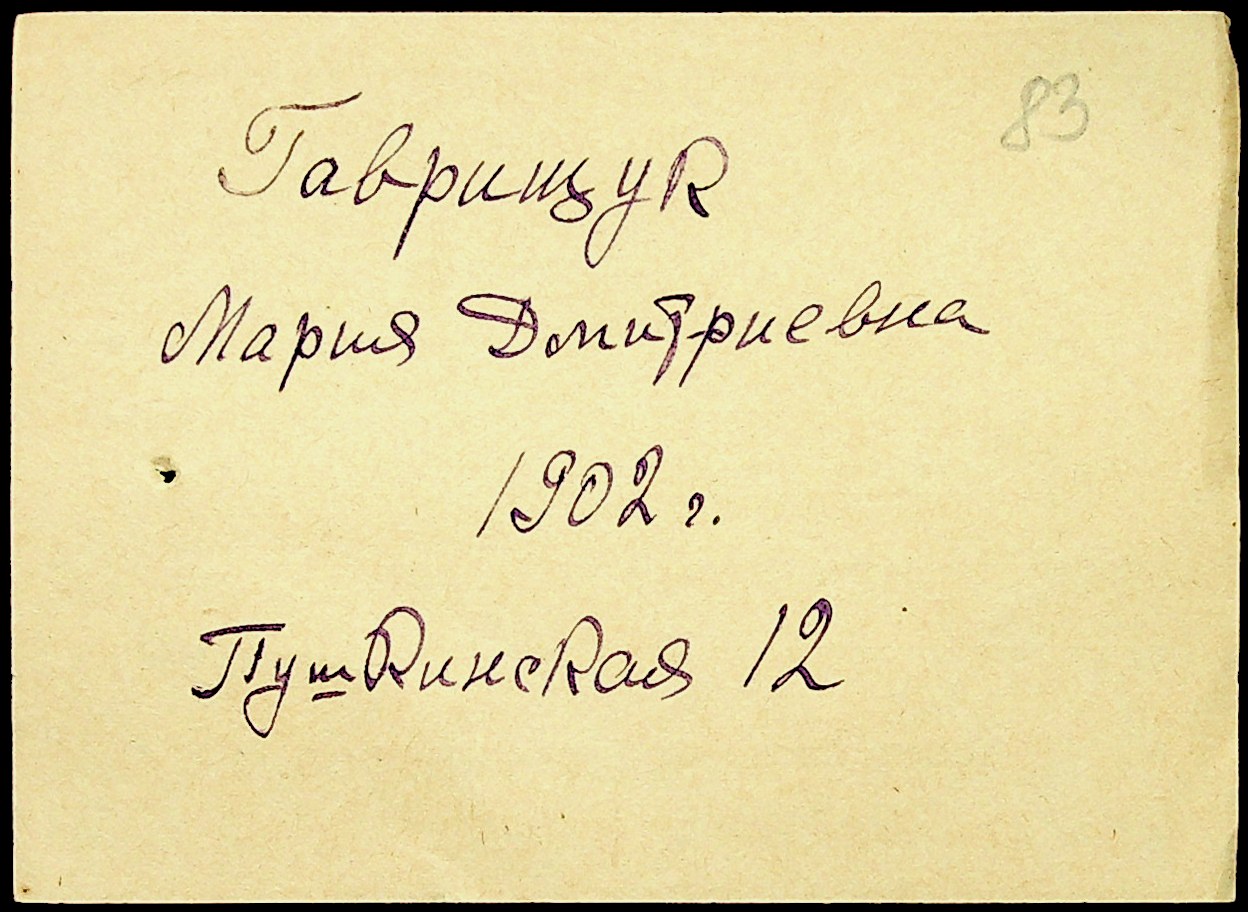 83
Гаврищук
Мария Дмитриевна
1902 г.
Пушкинская 12